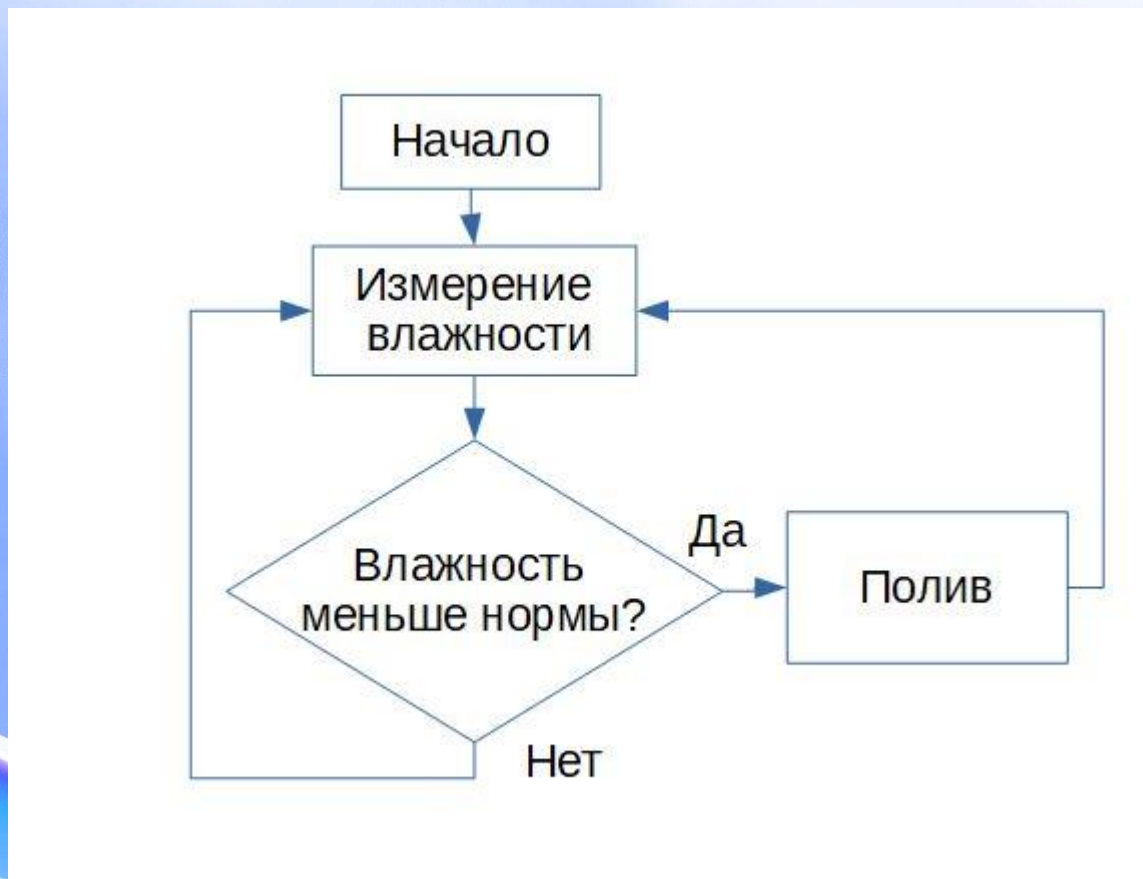 Начало
Измерение
влажности
Да
Влажность
меньше нормы?
Полив
Нет